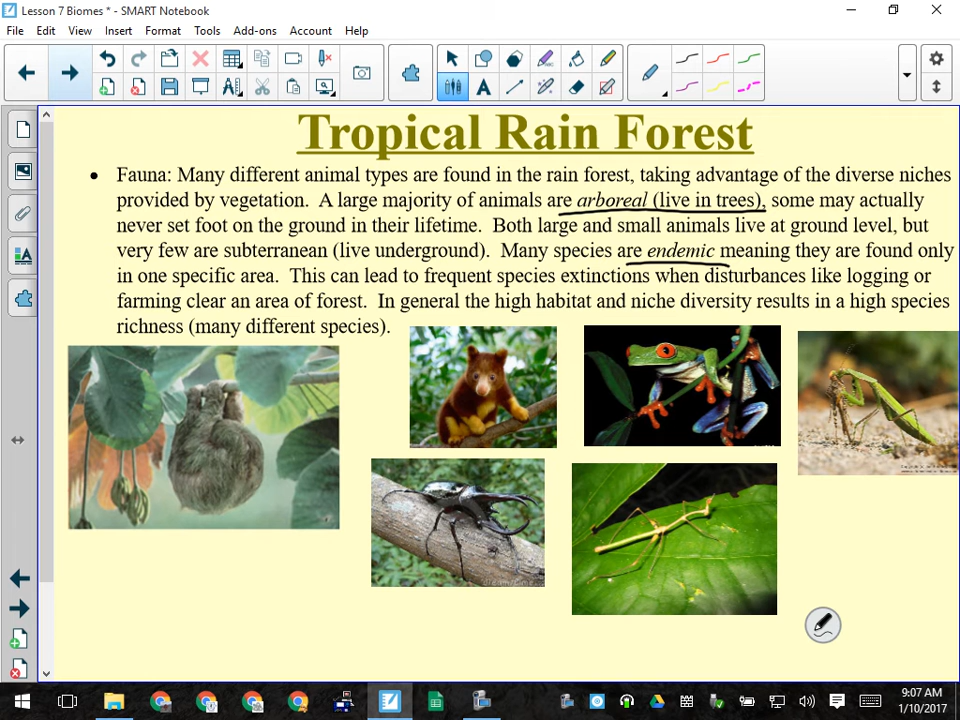 Lesson 7 Biomes * - SMART Notebook
File Edit View Insert Format Tools Add-ons Account Help
Tropical Rain Forest
• Fauna: Many different animal types are found in the rain forest, taking advantage of the diverse niches
provided by vegetation. A large majority of animals are arboreal (live in trees), some may actually
never set foot on the ground in their lifetime. Both large and small animals live at ground level, but
very few are subterranean (live underground). Many species are endemic meaning they are found only
in one specific area. This can lead to frequent species extinctions when disturbances like logging or
farming clear an area of forest. In general the high habitat and niche diversity results in a high species
richness (many different species).
9:07 AM
1/10/2017